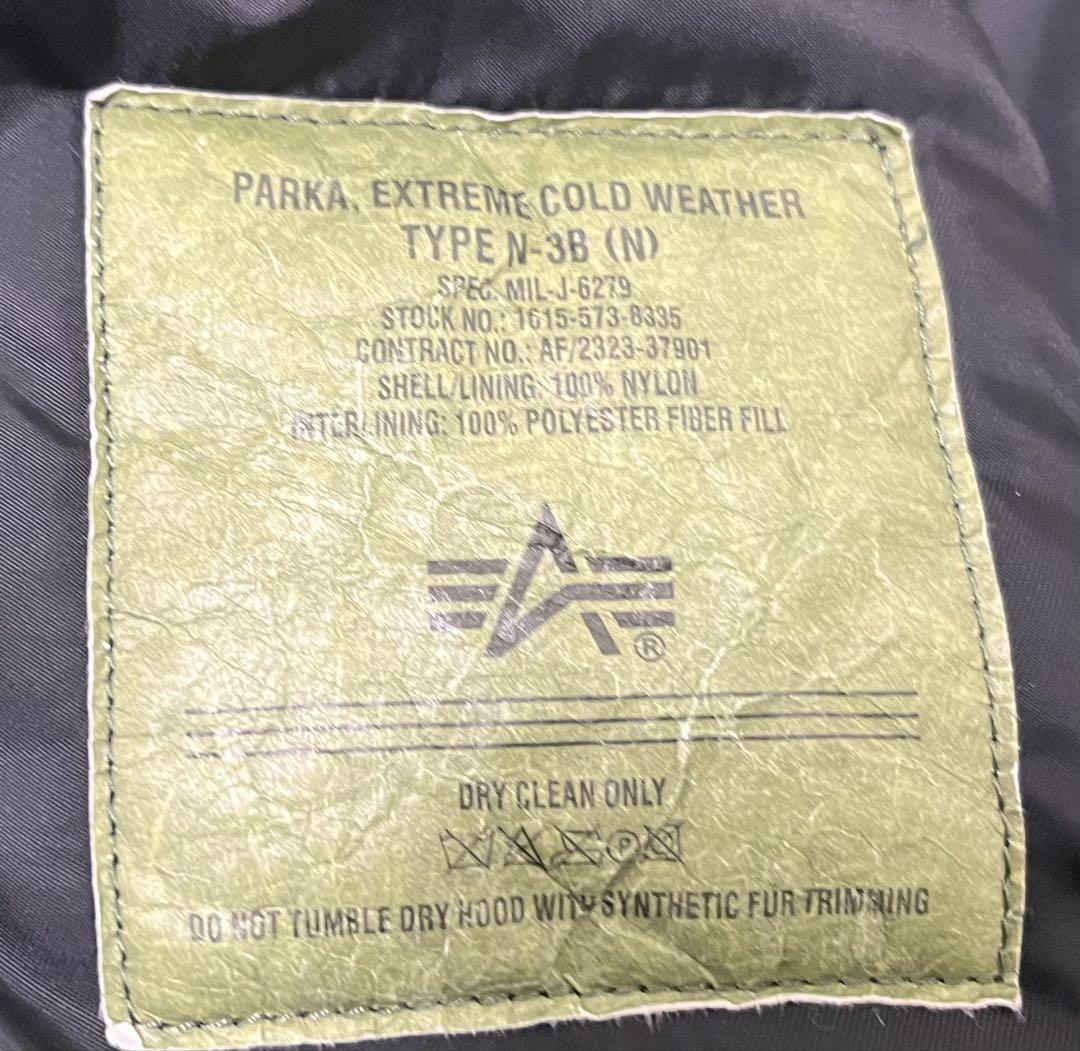 PARKA, EXTREME COLD WEATHER
TYPE N-3B (N)
SPEC. MIL-J-6279
STOCK NO.: 1615-573-8335
CONTRACT NO.: AF/2323-37901
SHELL/LINING: 100% NYLON
INTERLINING: 100% POLYESTER FIBER FILL
®
DRY CLEAN ONLY
P
DO NOT TUMBLE DRY HOOD WITH SYNTHETIC FUR TRIMMING